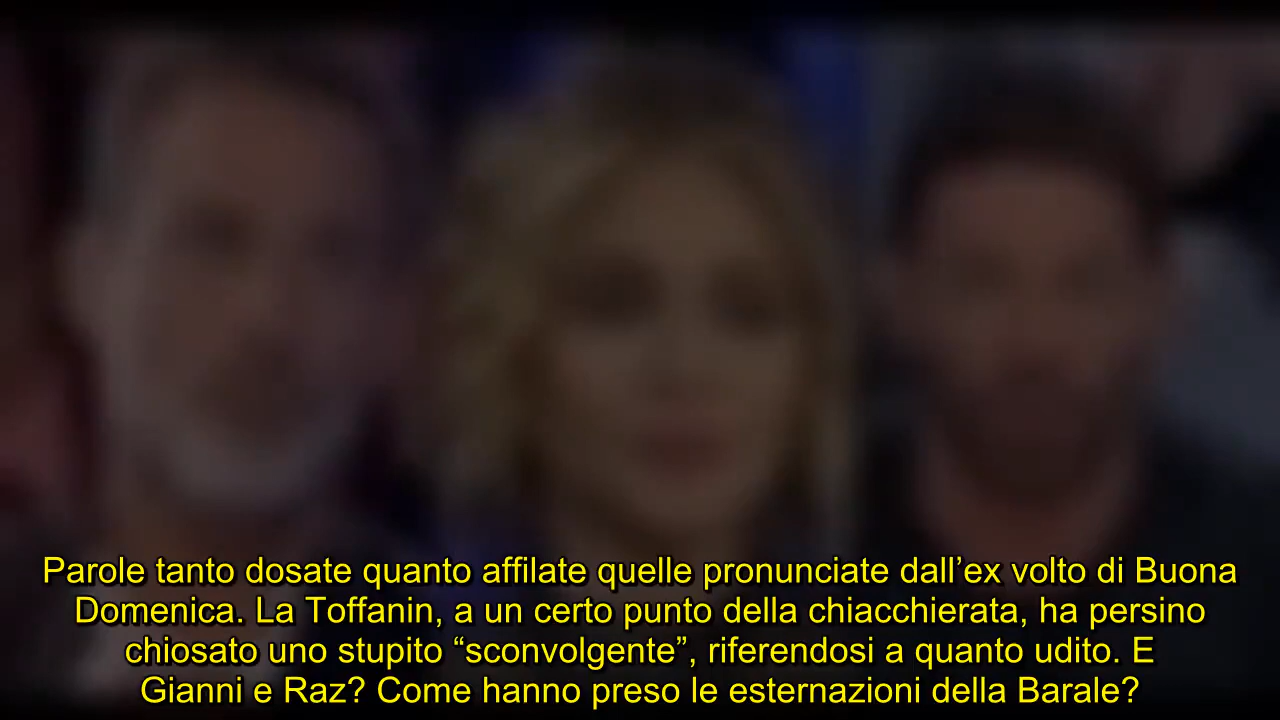 Parole tanto dosate quanto affilate quelle pronunciate dall’ex volto di Buona
Domenica. La Toffanin, a un certo punto della chiacchierata, ha persino
chiosato uno stupito “sconvolgente”, riferendosi a quanto udito. E
Gianni e Raz? Come hanno preso le esternazioni della Barale?